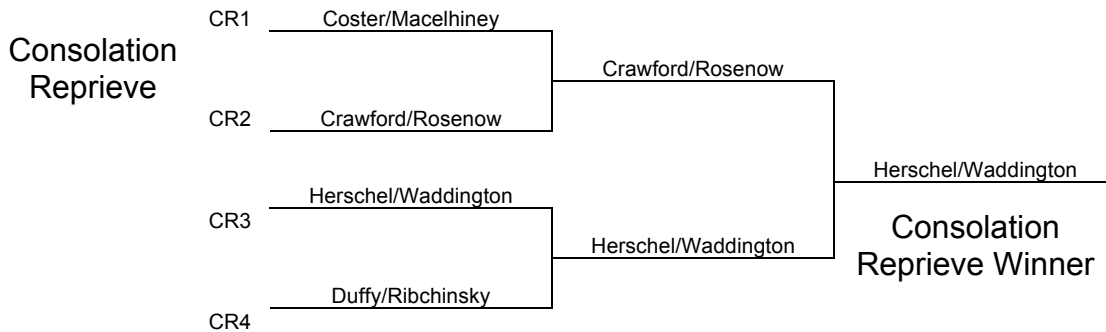 Consolation
Reprieve
CR1
Coster/Macelhiney
CR2
Crawford/Rosenow
CR3
Herschel/Waddington
CR4
Duffy/Ribchinsky
Crawford/Rosenow
Herschel/Waddington
Herschel/Waddington
Consolation
Reprieve Winner